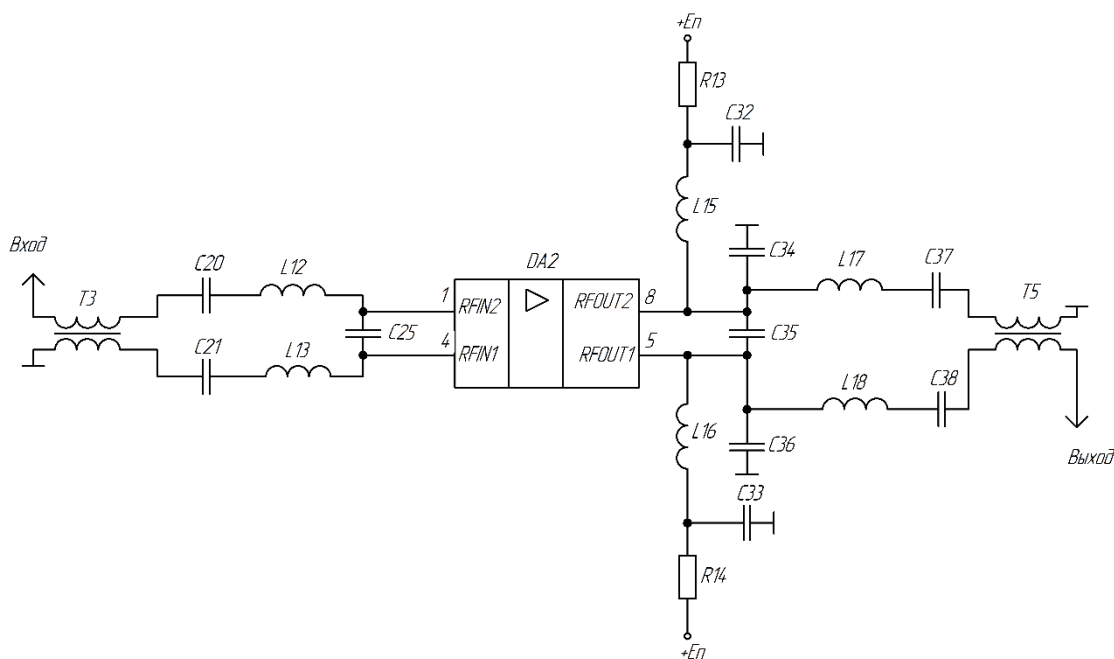 +Еп
R13
C32
L15
Вход
C20
L12
DA2
C34
L17
C37
T3
1
RFIN2
RFOUT2
8
T5
C25
C35
4
RFIN1
RFOUT1
5
C21
L13
L18
C38
L16
C36
Выход
C33
R14
+Еп